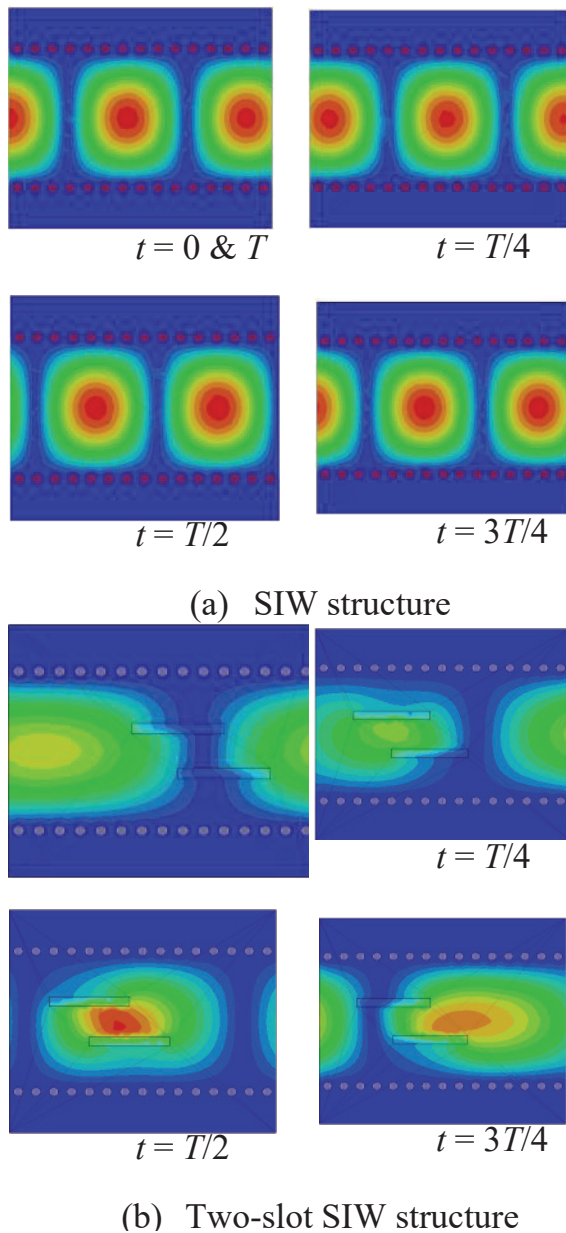 t = 0 & T
t = T/4
t = T/2
t = 3T/4
(a) SIW structure
t = T/4
t = T/2
t = 3T/4
(b) Two-slot SIW structure